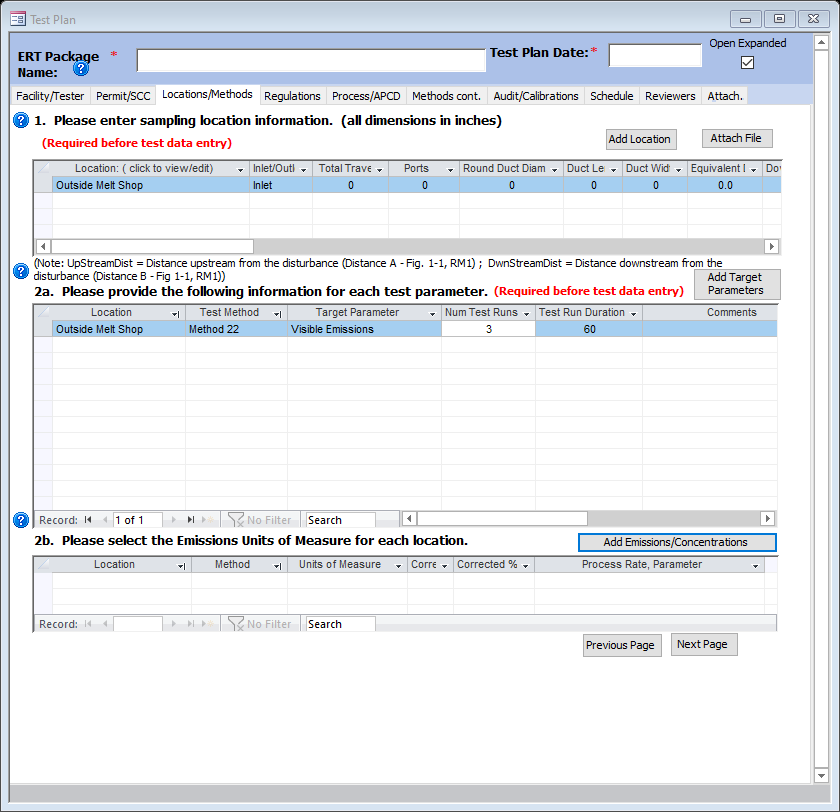 Test Plan
ERT Package * Name:
Test Plan Date:*
Open Expanded
Facility/Tester Permit/SCC Locations/Methods Regulations Process/APCD Methods cont. Audit/Calibrations Schedule Reviewers Attach.
1. Please enter sampling location information. (all dimensions in inches)
(Required before test data entry)
Add Location Attach File
Location: ( click to view/edit) Inlet/Outl Total Trave Ports Round Duct Diam Duct Le Duct Widt Equivalent D Dov
Outside Melt Shop Inlet 0 0 0 0 0 0.0
(Note: UpStreamDist = Distance upstream from the disturbance (Distance A - Fig. 1-1, RM1) ; DwnStreamDist = Distance downstream from the
disturbance (Distance B - Fig 1-1, RM1))
Add Target Parameters
2a. Please provide the following information for each test parameter. (Required before test data entry)
Location Test Method Target Parameter Num Test Runs Test Run Duration Comments
Outside Melt Shop Method 22 Visible Emissions 3 60
Record: 1 of 1 No Filter Search
2b. Please select the Emissions Units of Measure for each location.
Add Emissions/Concentrations
Location Method Units of Measure Corre Corrected % Process Rate, Parameter
Record: No Filter Search
Previous Page Next Page